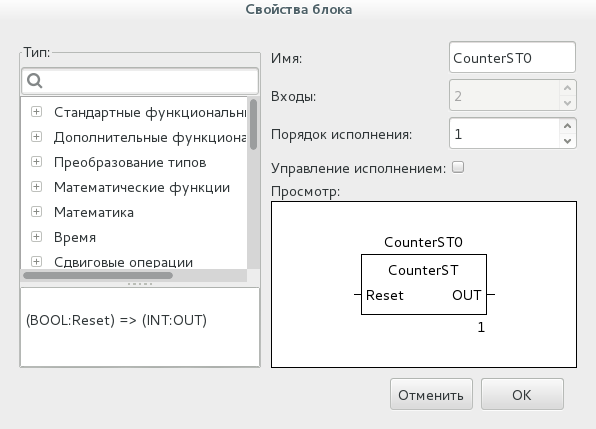 Свойства блока
Тип:
Стандартные функциональны
Дополнительные функциона
Преобразование типов
Математические функции
Математика
Время
Сдвиговые операции
(BOOL:Reset) => (INT:OUT)
Имя: CounterST0
Входы: 2
Порядок исполнения: 1
Управление исполнением:
Просмотр:
CounterST0
CounterST
Reset OUT
1
Отменить OK